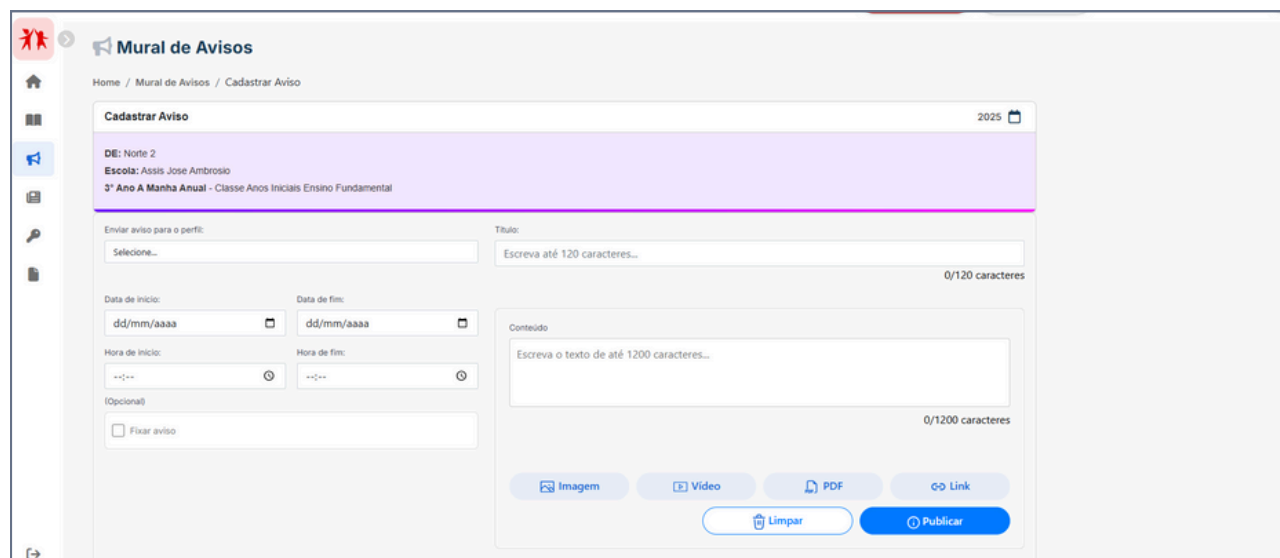 Mural de Avisos
Home / Mural de Avisos / Cadastrar Aviso
Cadastrar Aviso
2025
DE: Norte 2
Escola: Assis Jose Ambrosio
3° Ano A Manha Anual - Classe Anos Iniciais Ensino Fundamental
Enviar aviso para o perfil:
Selecione...
Título:
Escreva até 120 caracteres...
0/120 caracteres
Data de início:
Data de fim:
dd/mm/aaaa
dd/mm/aaaa
Hora de início:
Hora de fim:
--:--
--:--
(Opcional)
Fixar aviso
Conteúdo
Escreva o texto de até 1200 caracteres...
0/1200 caracteres
Imagem
Vídeo
PDF
Link
Limpar
Publicar